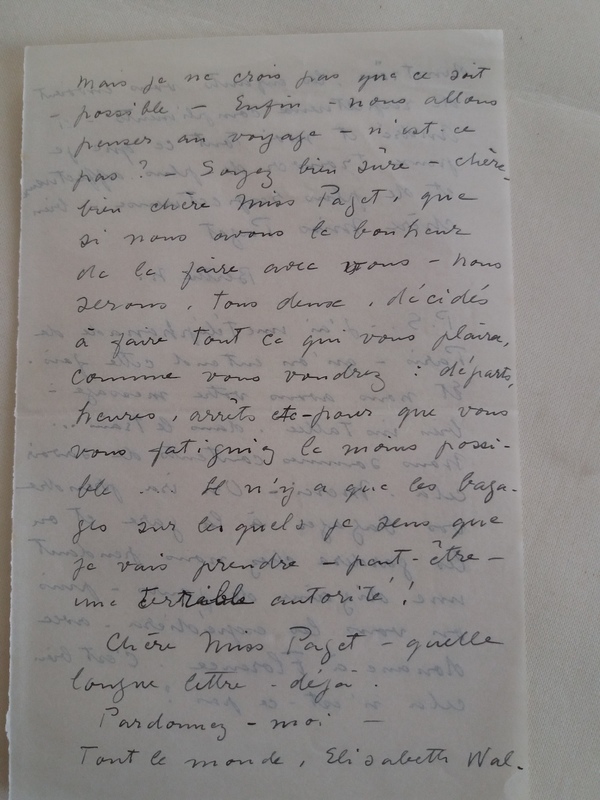 mais je ne crois pas que ce soit
- possible - Enfin - nous allons
penser au voyage - n'est-ce
pas ? - Soyez bien sûre - chère,
bien chère Miss Paget, que
si nous avons le bonheur
de le faire avec vous - nous
serons, tous deux, décidés
à faire tout ce qui vous plaira,
comme vous voudrez : départs,
heures, arrêts etc - pour que vous
vous fatiguiez le moins possi-
ble . . Il n'y a que les baga-
ges sur lesquels je sens que
je vais prendre - peut-être -
une terrible autorité !
Chère Miss Paget - quelle
longue lettre - déjà .
Pardonnez - moi -
Tout le monde, Elisabeth Wal-